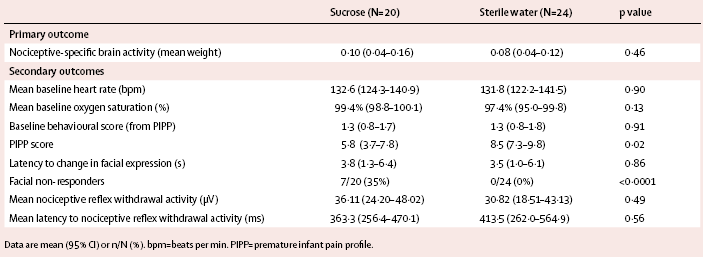 Sucrose (N=20) Sterile water (N=24) p value
Primary outcome
Nociceptive-specific brain activity (mean weight) 0·10 (0·04–0·16) 0·08 (0·04–0·12) 0·46
Secondary outcomes
Mean baseline heart rate (bpm) 132·6 (124·3–140·9) 131·8 (122·2–141·5) 0·90
Mean baseline oxygen saturation (%) 99·4% (98·8–100·1) 97·4% (95·0–99·8) 0·13
Baseline behavioural score (from PIPP) 1·3 (0·8–1·7) 1·3 (0·8–1·8) 0·91
PIPP score 5·8 (3·7–7·8) 8·5 (7·3–9·8) 0·02
Latency to change in facial expression (s) 3·8 (1·3–6·4) 3·5 (1·0–6·1) 0·86
Facial non-responders 7/20 (35%) 0/24 (0%) <0·0001
Mean nociceptive reflex withdrawal activity (μV) 36·11 (24·20–48·02) 30·82 (18·51–43·13) 0·49
Mean latency to nociceptive reflex withdrawal activity (ms) 363·3 (256·4–470·1) 413·5 (262·0–564·9) 0·56
Data are mean (95% CI) or n/N (%). bpm=beats per min. PIPP=premature infant pain profile.